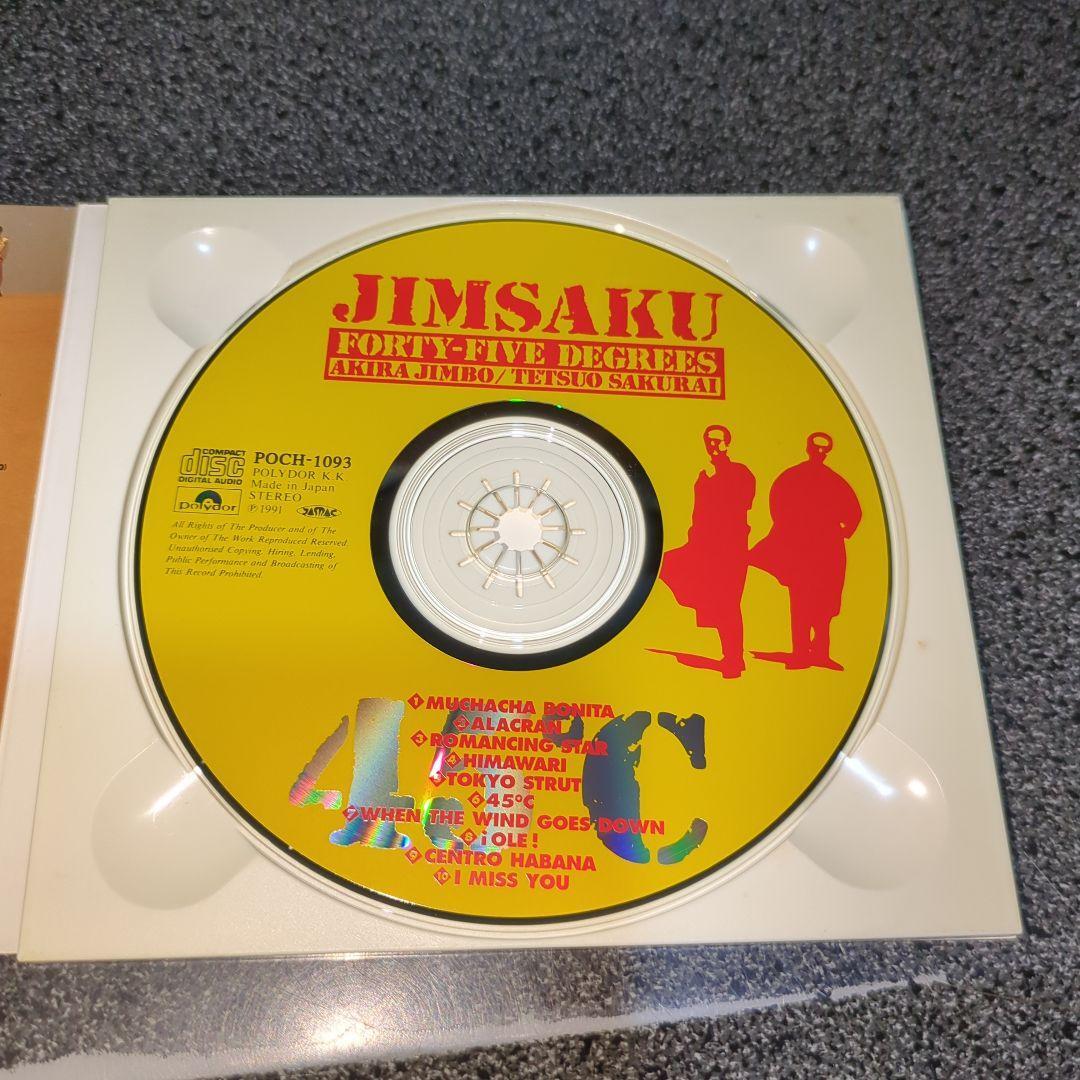 JIMSAKU
FORTY-FIVE DEGREES
AKIRA JIMBO/TETSUO SAKURAI
COMPACT
disc
DIGITAL AUDIO
POCH-1093
POLYDOR K.K
Made in Japan
STEREO
℗1991
polydor
JASRAC
All Rights of The Producer and of The
Owner of The Work Reproduced Reserved.
Unauthorised Copying, Hiring, Lending,
Public Performance and Broadcasting of
This Record Prohibited.
45°C
1 MUCHACHA BONITA
2 ALACRAN
3 ROMANCING STAR
4 HIMAWARI
5 TOKYO STRUT
6 45°C
7 WHEN THE WIND GOES DOWN
8 ¡OLE!
9 CENTRO HABANA
10 I MISS YOU